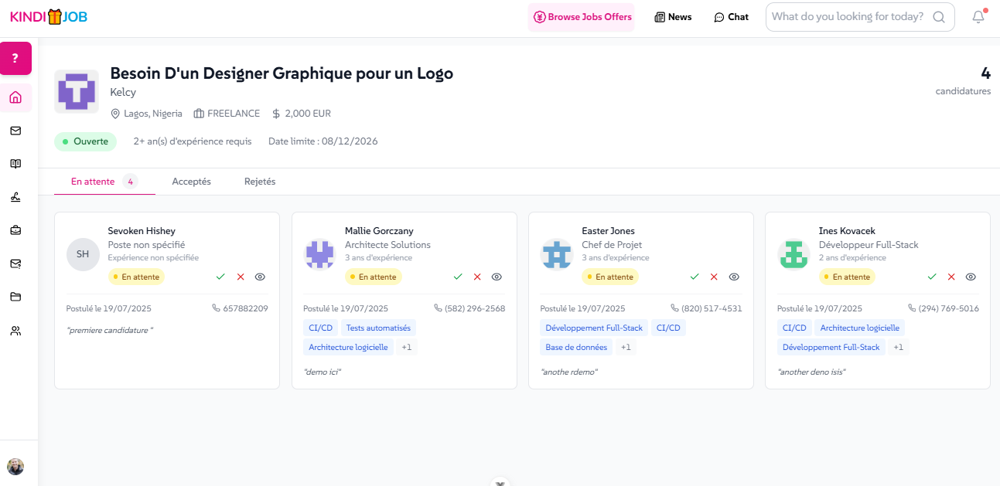 KINDI JOB
Browse Jobs Offers
News
Chat
What do you looking for today?
?
Besoin D'un Designer Graphique pour un Logo
Kelcy
Lagos, Nigeria FREELANCE $ 2,000 EUR
Ouverte 2+ an(s) d'expérience requis Date limite : 08/12/2026
4
candidatures
En attente 4 Acceptés Rejetés
SH
Sevoken Hishey
Poste non spécifié
Expérience non spécifiée
En attente
Postulé le 19/07/2025 657882209
"premiere candidature "
Mallie Gorczany
Architecte Solutions
3 ans d'expérience
En attente
Postulé le 19/07/2025 (582) 296-2568
CI/CD Tests automatisés
Architecture logicielle +1
"demo ici"
Easter Jones
Chef de Projet
3 ans d'expérience
En attente
Postulé le 19/07/2025 (820) 517-4531
Développement Full-Stack CI/CD
Base de données +1
"anothe rdemo"
Ines Kovacek
Développeur Full-Stack
2 ans d'expérience
En attente
Postulé le 19/07/2025 (294) 769-5016
CI/CD Architecture logicielle
Développement Full-Stack +1
"another deno isis"